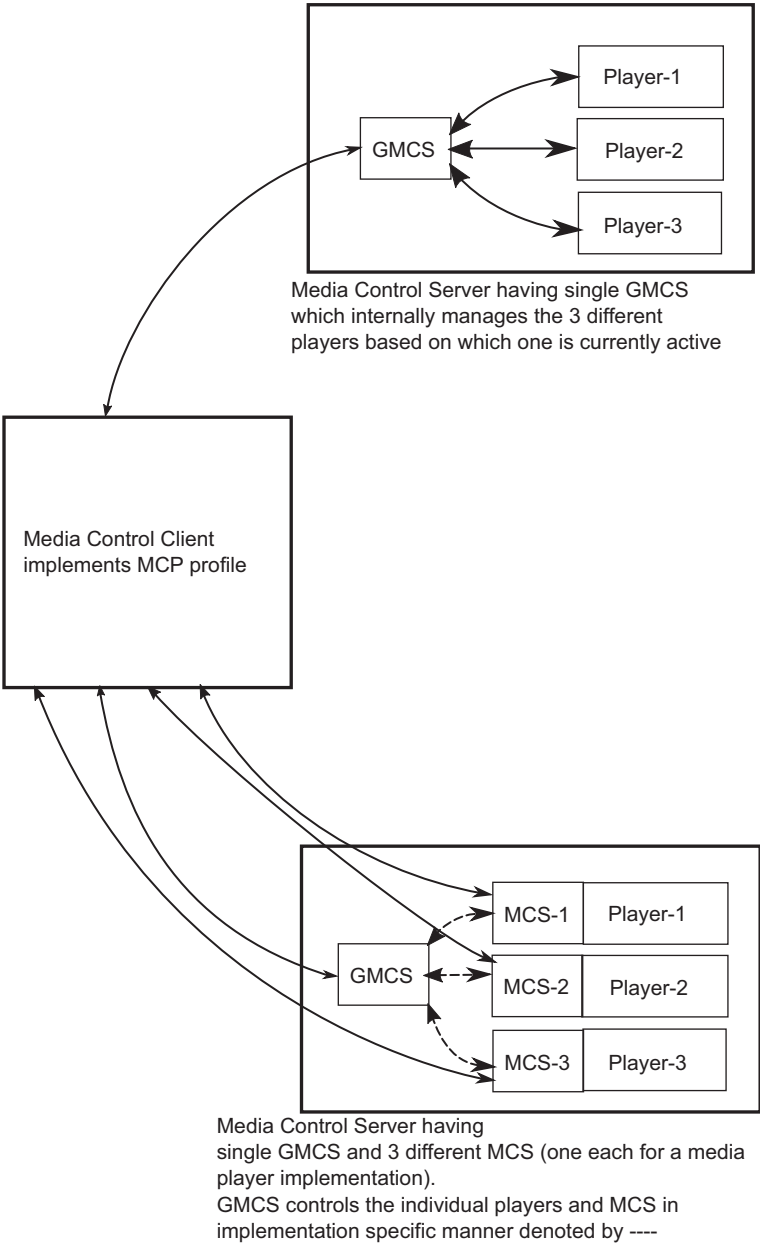 Player-1
GMCS
Player-2
Player-3
Media Control Server having single GMCS
which internally manages the 3 different
players based on which one is currently active
Media Control Client
implements MCP profile
MCS-1
Player-1
GMCS
MCS-2
Player-2
MCS-3
Player-3
Media Control Server having
single GMCS and 3 different MCS (one each for a media
player implementation).
GMCS controls the individual players and MCS in
implementation specific manner denoted by ----